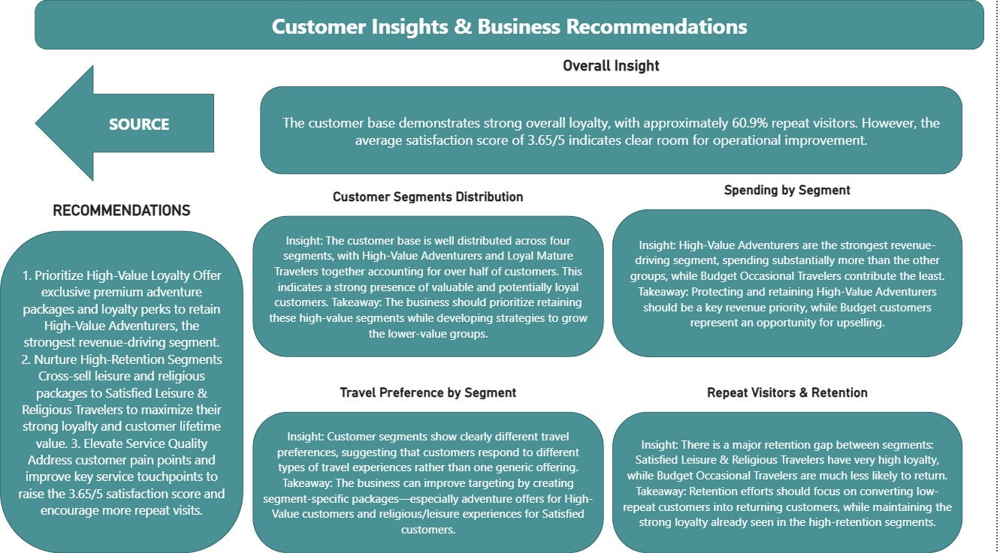 Customer Insights & Business Recommendations
Overall Insight
SOURCE
The customer base demonstrates strong overall loyalty, with approximately 60.9% repeat visitors. However, the
average satisfaction score of 3.65/5 indicates clear room for operational improvement.
RECOMMENDATIONS
1. Prioritize High-Value Loyalty Offer
exclusive premium adventure
packages and loyalty perks to retain
High-Value Adventurers, the
strongest revenue-driving segment.
2. Nurture High-Retention Segments
Cross-sell leisure and religious
packages to Satisfied Leisure &
Religious Travelers to maximize their
strong loyalty and customer lifetime
value. 3. Elevate Service Quality
Address customer pain points and
improve key service touchpoints to
raise the 3.65/5 satisfaction score and
encourage more repeat visits.
Customer Segments Distribution
Insight: The customer base is well distributed across four
segments, with High-Value Adventurers and Loyal Mature
Travelers together accounting for over half of customers. This
indicates a strong presence of valuable and potentially loyal
customers. Takeaway: The business should prioritize retaining
these high-value segments while developing strategies to grow
the lower-value groups.
Spending by Segment
Insight: High-Value Adventurers are the strongest revenue-
driving segment, spending substantially more than the other
groups, while Budget Occasional Travelers contribute the least.
Takeaway: Protecting and retaining High-Value Adventurers
should be a key revenue priority, while Budget customers
represent an opportunity for upselling.
Travel Preference by Segment
Insight: Customer segments show clearly different travel
preferences, suggesting that customers respond to different
types of travel experiences rather than one generic offering.
Takeaway: The business can improve targeting by creating
segment-specific packages—especially adventure offers for High-
Value customers and religious/leisure experiences for Satisfied
customers.
Repeat Visitors & Retention
Insight: There is a major retention gap between segments:
Satisfied Leisure & Religious Travelers have very high loyalty,
while Budget Occasional Travelers are much less likely to return.
Takeaway: Retention efforts should focus on converting low-
repeat customers into returning customers, while maintaining the
strong loyalty already seen in the high-retention segments.